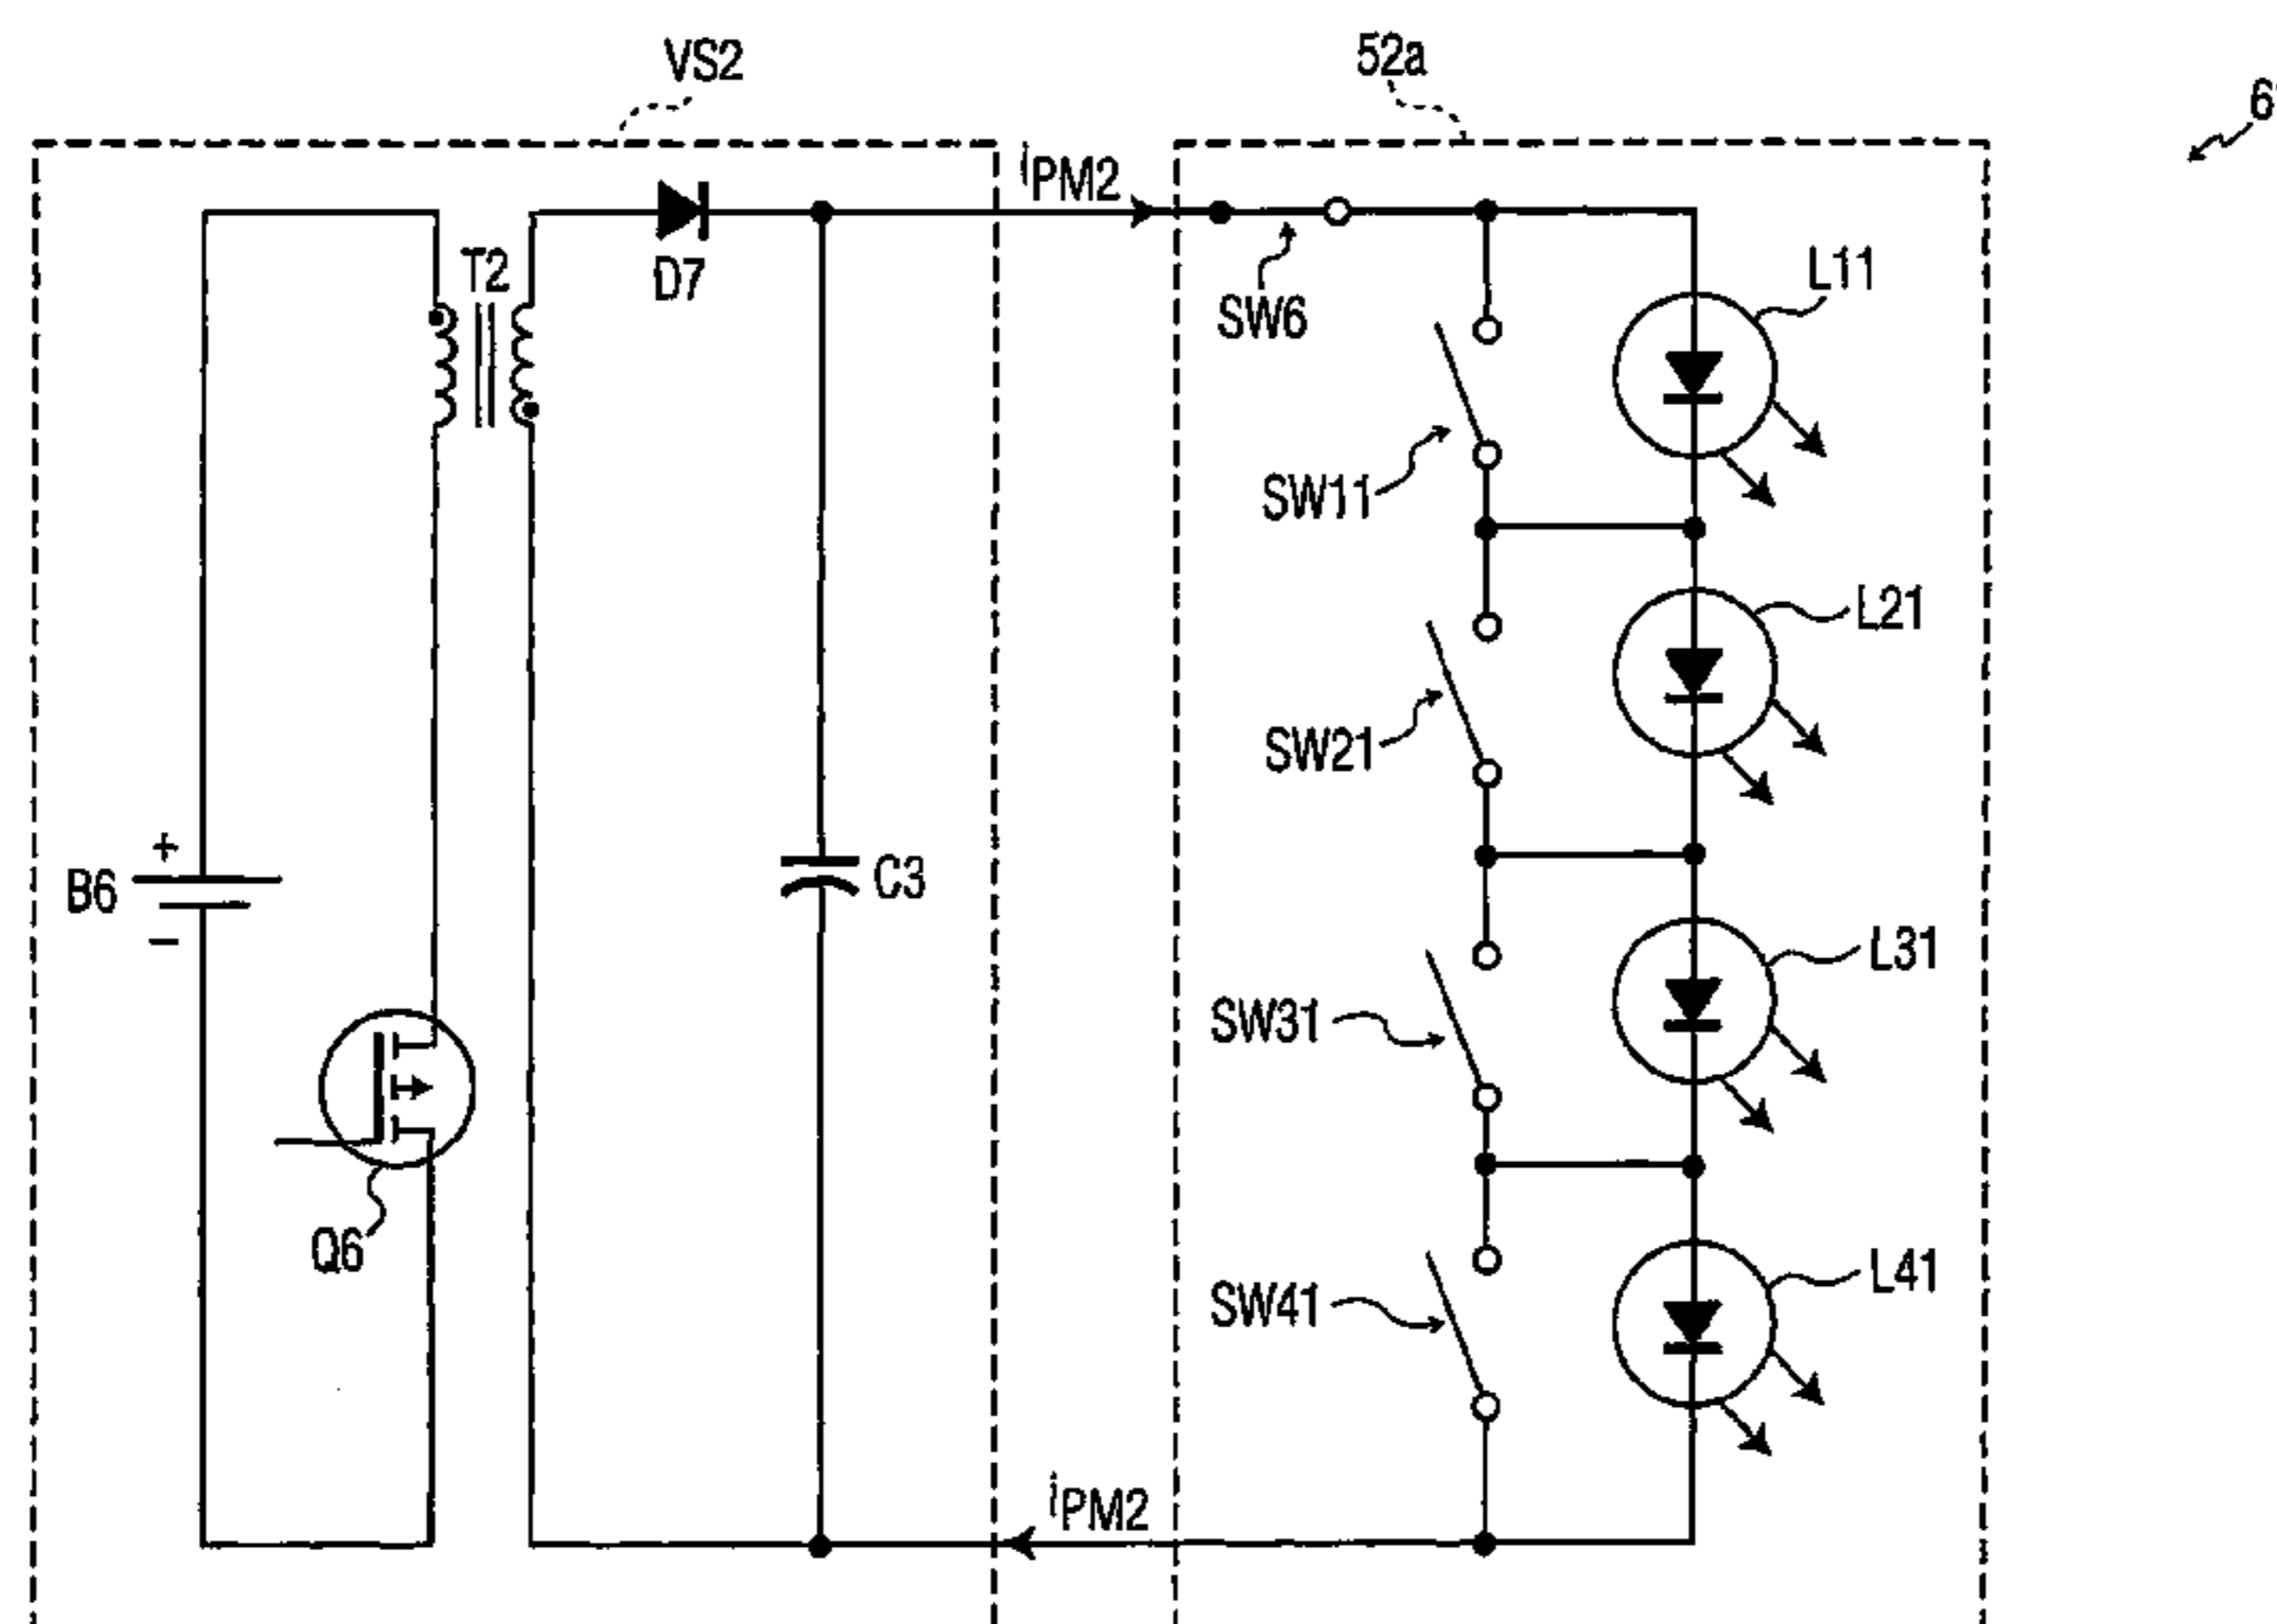 VS2
52a
6
iPM2
T2
D7
SW6
L11
SW11
L21
SW21
+
B6
−
C3
L31
SW31
Q6
L41
SW41
iPM2